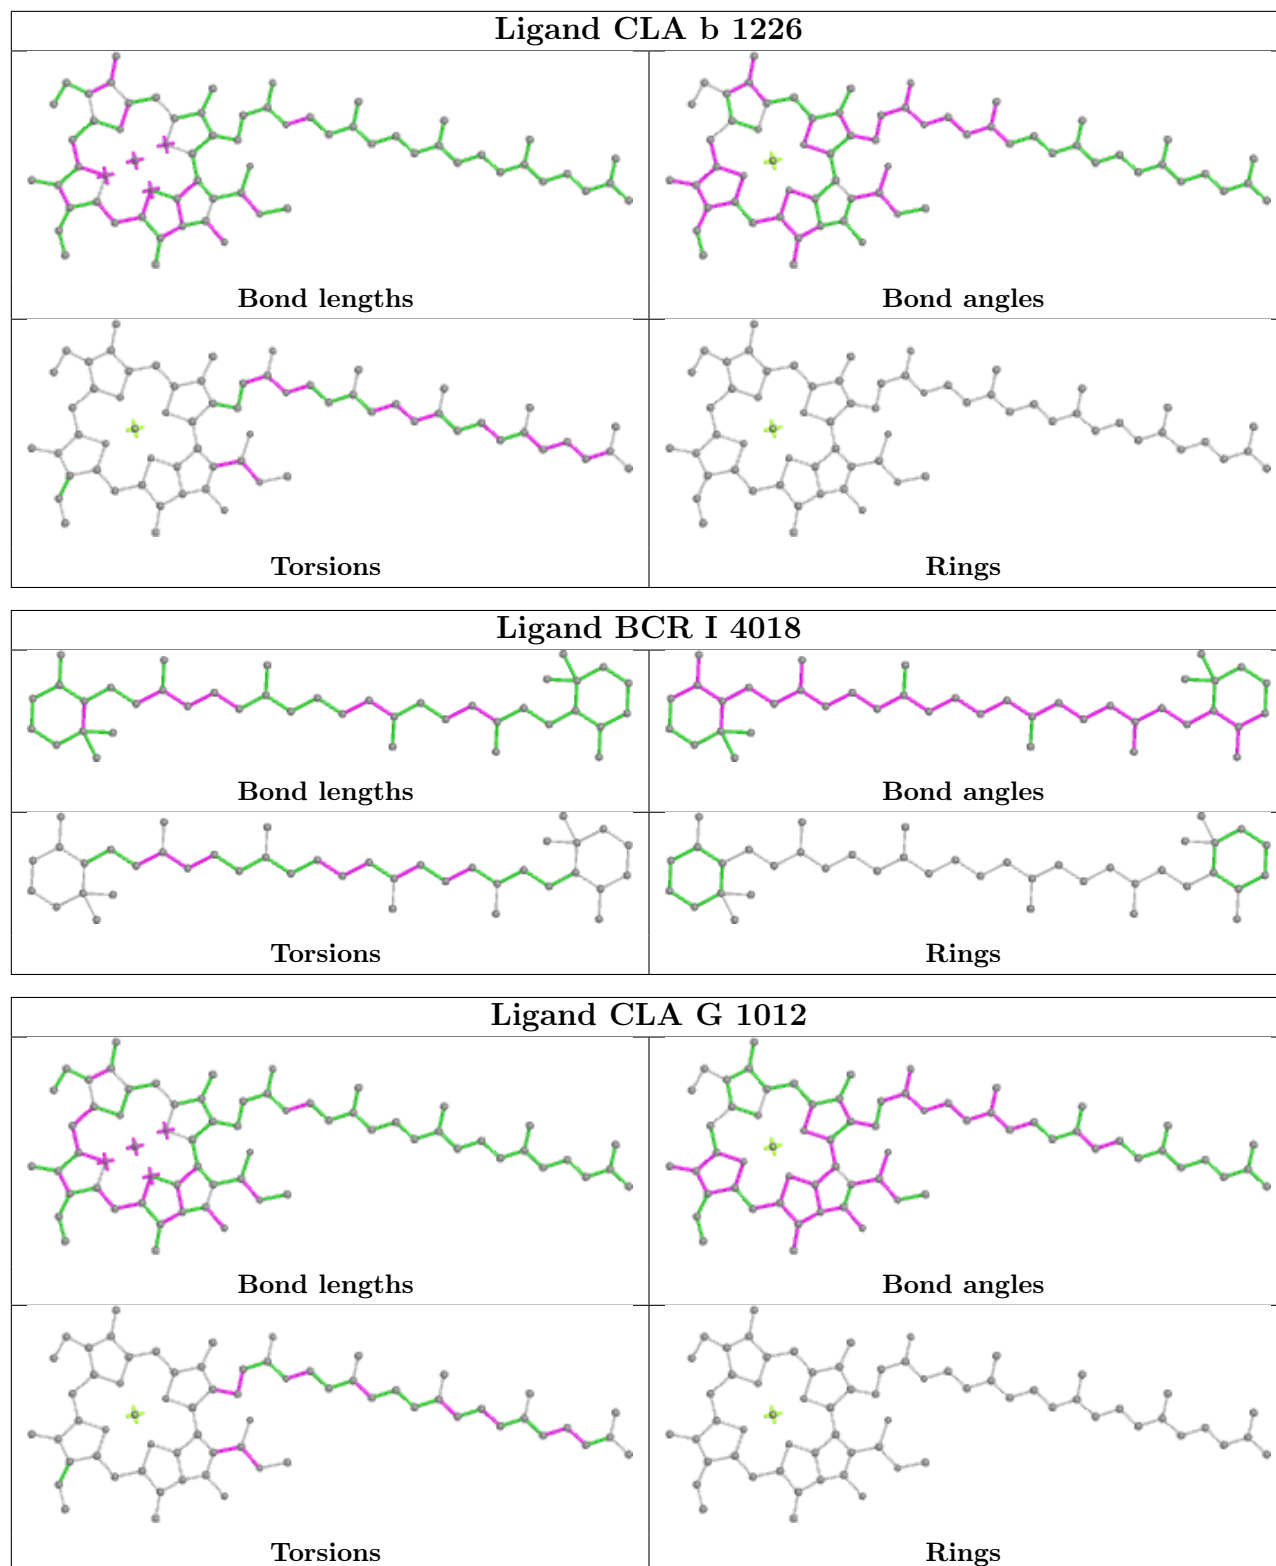 Ligand CLA b 1226
Bond lengths
Bond angles
Torsions
Rings
Ligand BCR I 4018
Bond lengths
Bond angles
Torsions
Rings
Ligand CLA G 1012
Bond lengths
Bond angles
Torsions
Rings